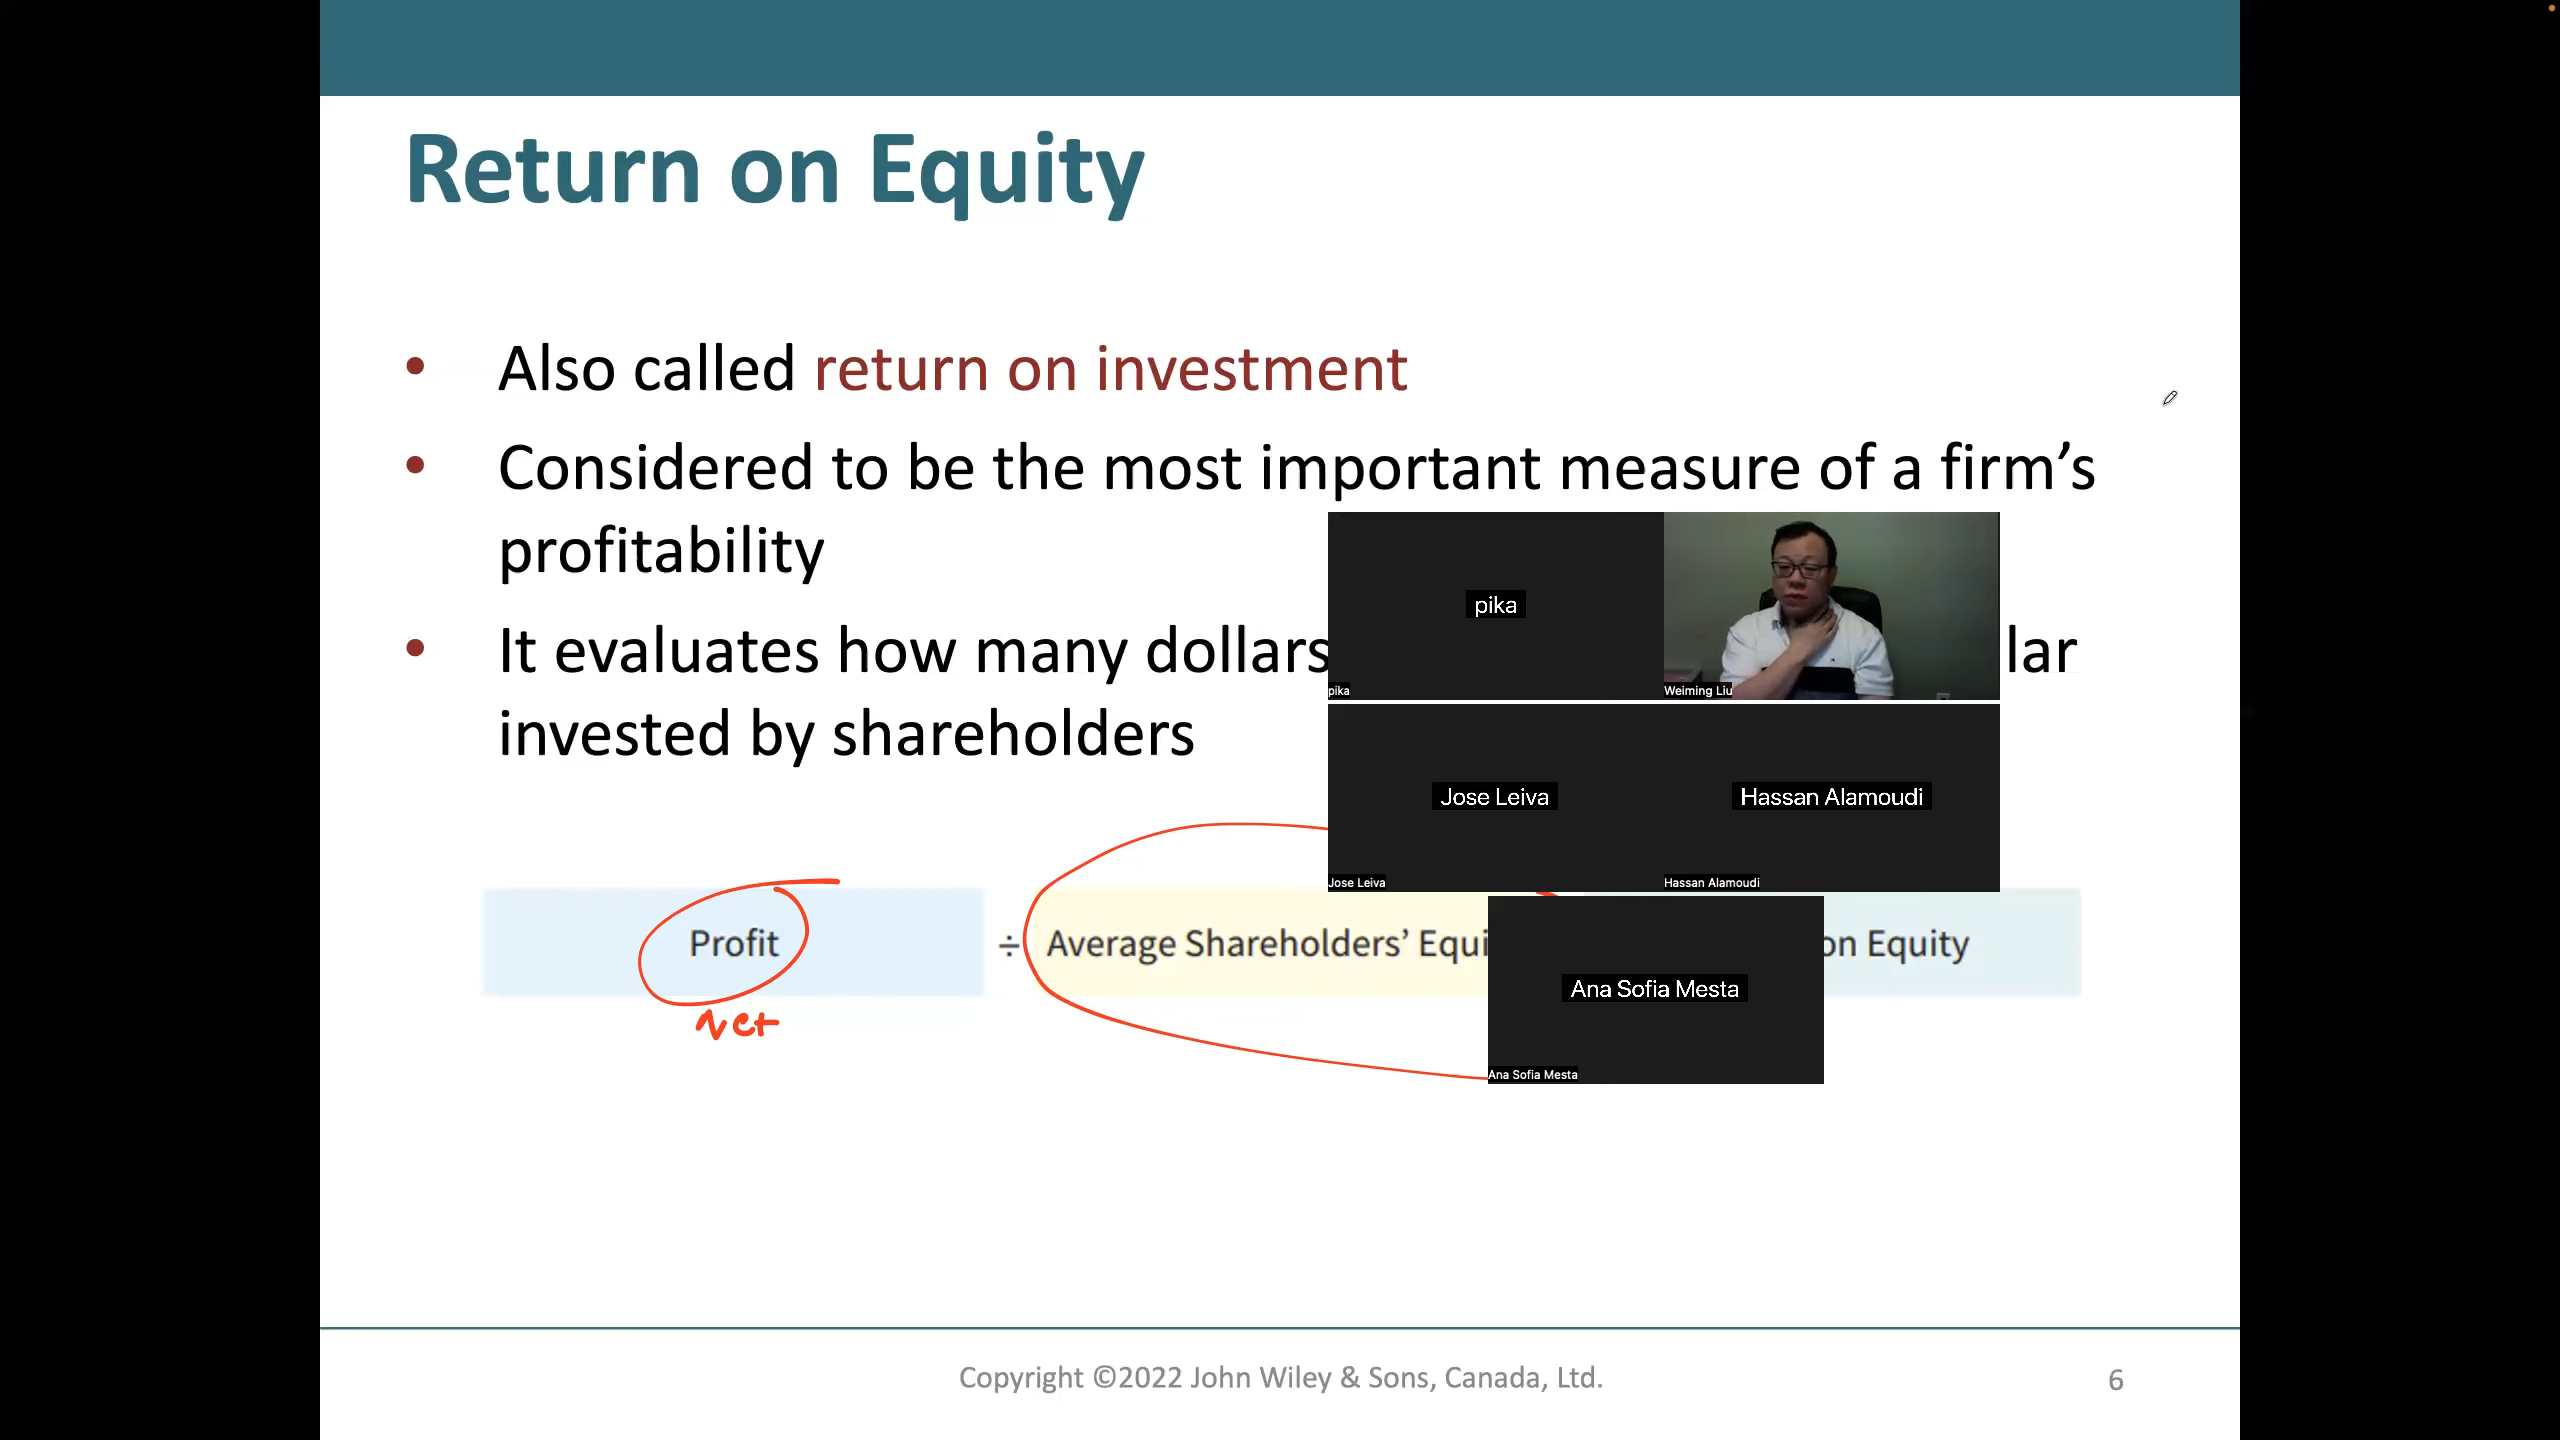 Return on Equity
• Also called return on investment
• Considered to be the most important measure of a firm’s
profitability
• It evaluates how many dollars lar
invested by shareholders
pika
pika
Weiming Liu
Jose Leiva
Hassan Alamoudi
Jose Leiva
Hassan Alamoudi
Profit ÷ Average Shareholders’ Equi on Equity
Net
Ana Sofia Mesta
Ana Sofia Mesta
Copyright ©2022 John Wiley & Sons, Canada, Ltd.
6